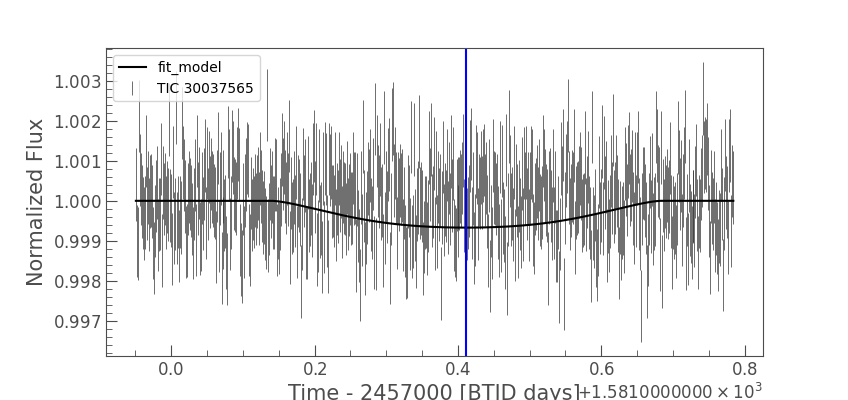 fit_model
TIC 30037565
Normalized Flux
1.003
1.002
1.001
1.000
0.999
0.998
0.997
0.0 0.2 0.4 0.6 0.8
Time - 2457000 [BTJD days]
+1.5810000000 × 10³